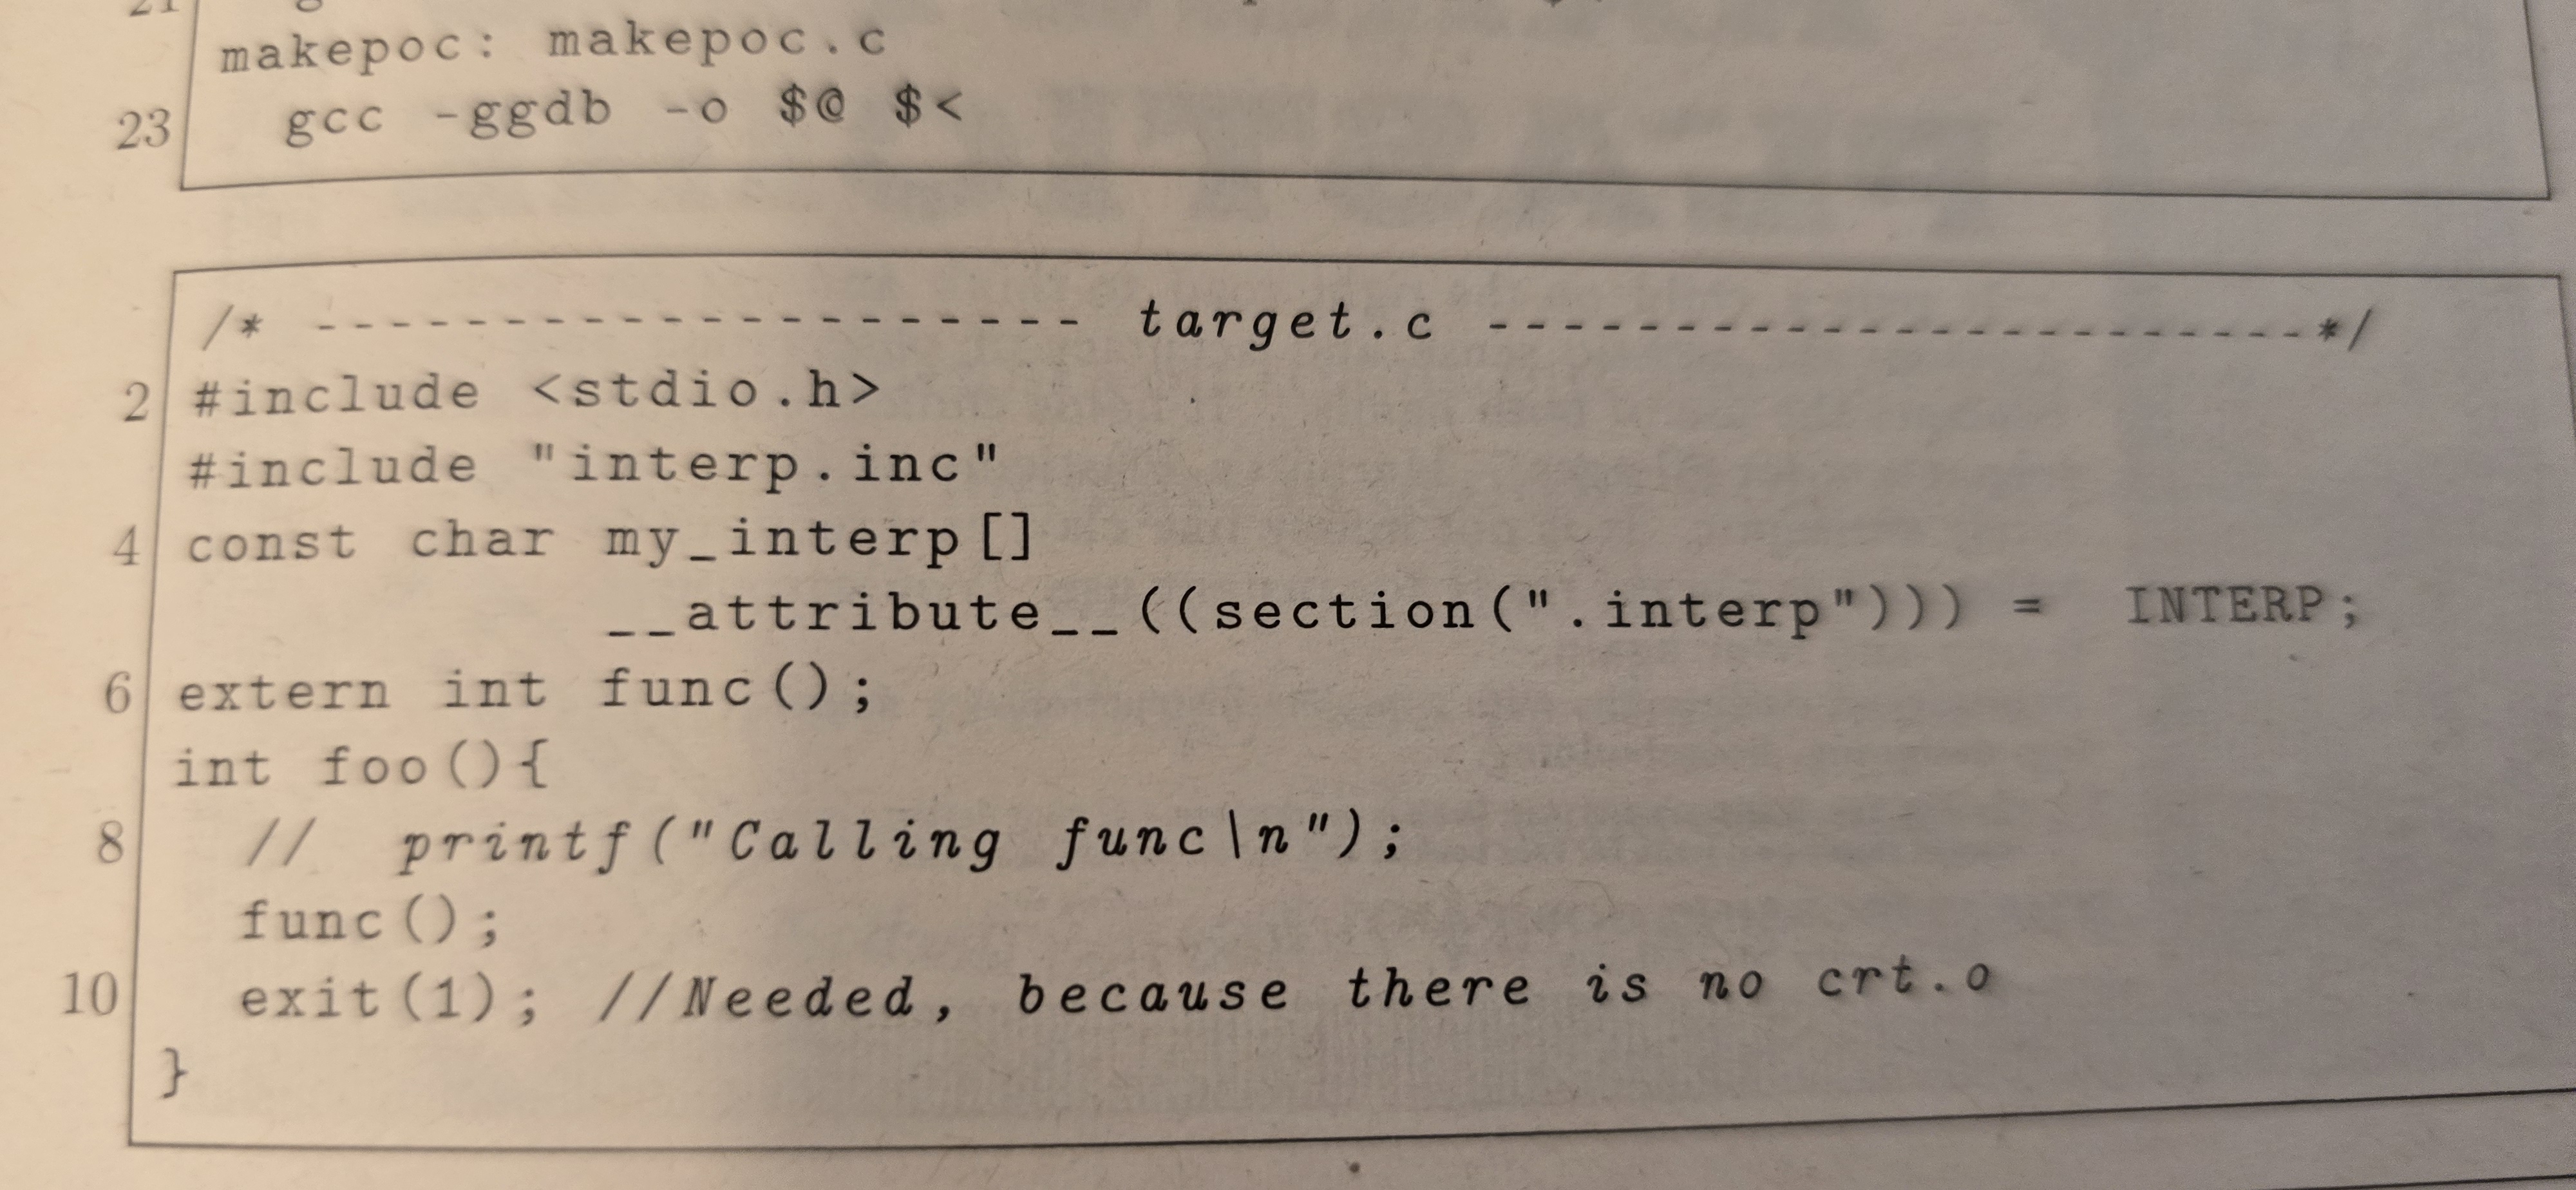 21
makepoc: makepoc.c
23 gcc -ggdb -o $@ $<
/* --------------------- target.c ----------------------*/
2 #include <stdio.h>
#include "interp.inc"
4 const char my_interp[]
__attribute__((section(".interp"))) = INTERP;
6 extern int func();
int foo(){
8 // printf("Calling func\n");
func();
10 exit(1); //Needed, because there is no crt.o
}